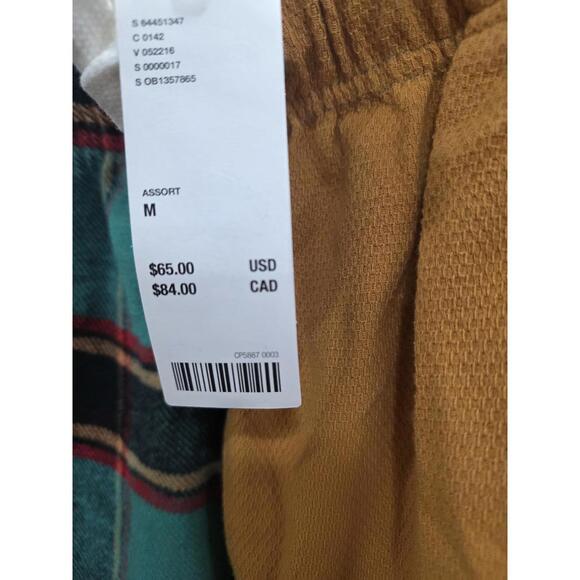 S 64451347
C 0142
V 052216
S 0000017
S OB1357865
ASSORT
M
$65.00 USD
$84.00 CAD
CP5867 0003